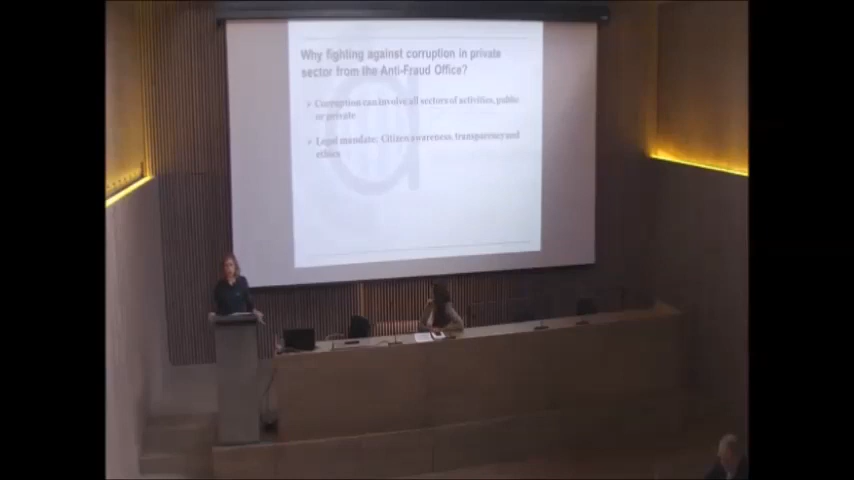 Why fighting against corruption in private
sector from the Anti-Fraud Office?
➢ Corruption can involve all sectors of activities, public
or private
➢ Legal mandate: Citizen awareness, transparency and
ethics